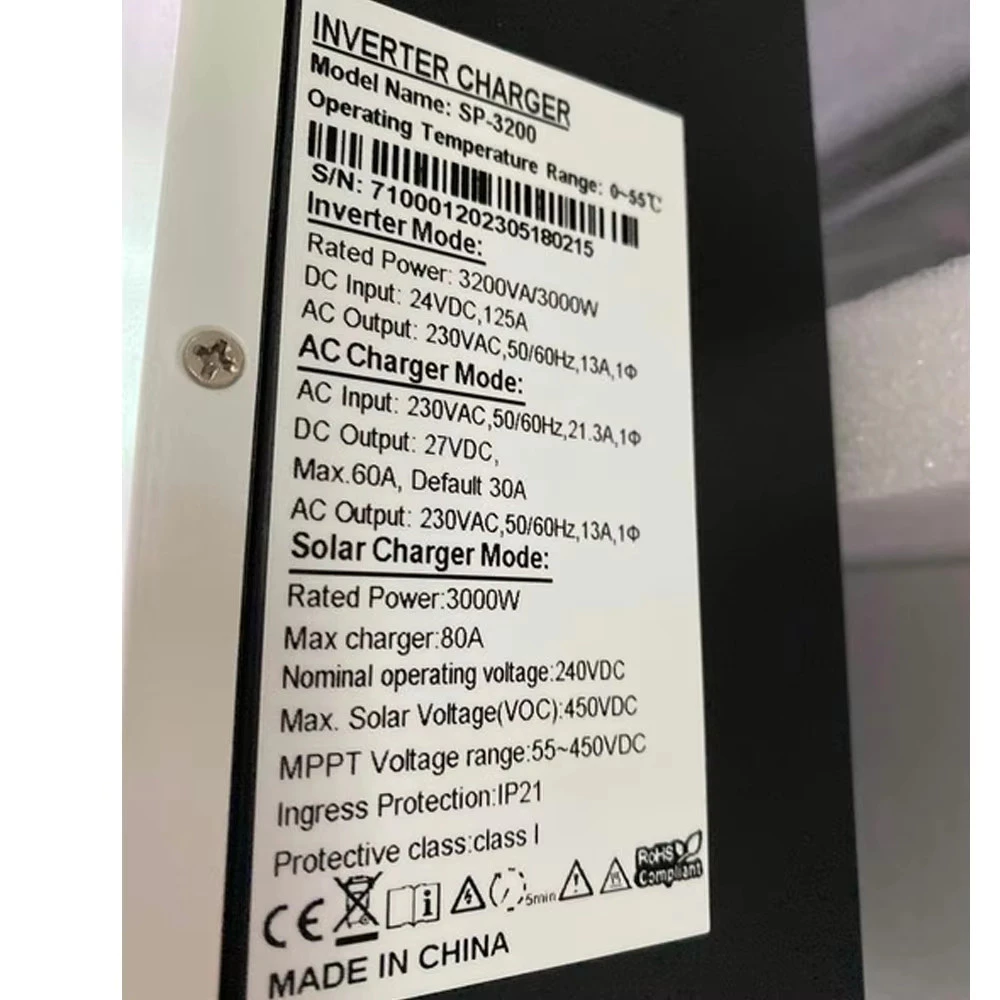 INVERTER CHARGER
Model Name: SP-3200
Operating Temperature Range: 0~55℃
S/N: 710001202305180215
Inverter Mode:
Rated Power: 3200VA/3000W
DC Input: 24VDC,125A
AC Output: 230VAC,50/60Hz,13A,1Φ
AC Charger Mode:
AC Input: 230VAC,50/60Hz,21.3A,1Φ
DC Output: 27VDC,
Max.60A, Default 30A
AC Output: 230VAC,50/60Hz,13A,1Φ
Solar Charger Mode:
Rated Power:3000W
Max charger:80A
Nominal operating voltage:240VDC
Max. Solar Voltage(VOC):450VDC
MPPT Voltage range:55~450VDC
Ingress Protection:IP21
Protective class:class I
CE 5min RoHS
Compliant
MADE IN CHINA